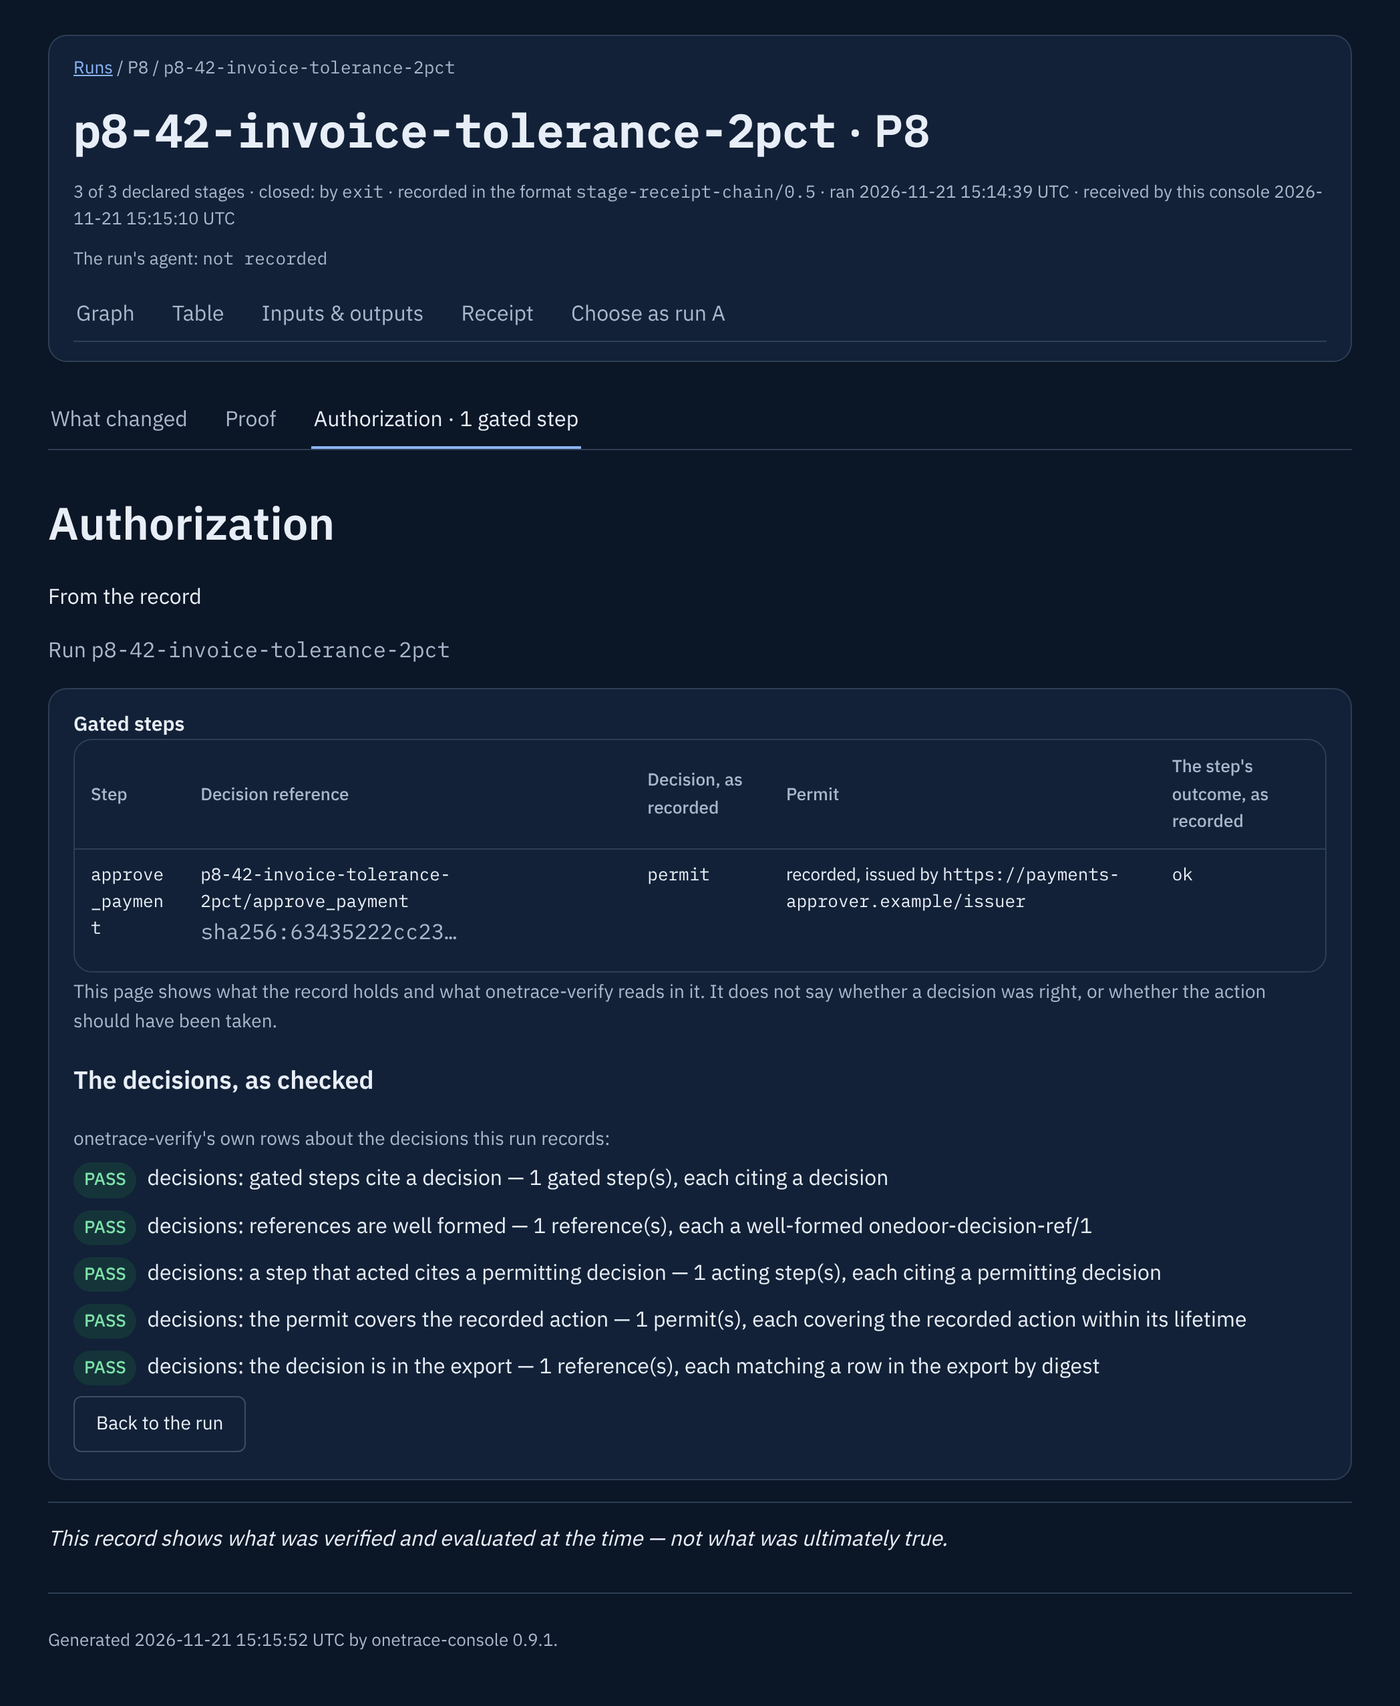 Runs / P8 / p8-42-invoice-tolerance-2pct
p8-42-invoice-tolerance-2pct · P8
3 of 3 declared stages · closed: by exit · recorded in the format stage-receipt-chain/0.5 · ran 2026-11-21 15:14:39 UTC · received by this console 2026-
11-21 15:15:10 UTC
The run's agent: not recorded
Graph Table Inputs & outputs Receipt Choose as run A
What changed Proof Authorization · 1 gated step
Authorization
From the record
Run p8-42-invoice-tolerance-2pct
Gated steps
Step Decision reference Decision, as recorded Permit The step's outcome, as recorded
approve
_paymen
t
p8-42-invoice-tolerance-
2pct/approve_payment
sha256:63435222cc23…
permit
recorded, issued by https://payments-
approver.example/issuer
ok
This page shows what the record holds and what onetrace-verify reads in it. It does not say whether a decision was right, or whether the action
should have been taken.
The decisions, as checked
onetrace-verify's own rows about the decisions this run records:
PASS decisions: gated steps cite a decision — 1 gated step(s), each citing a decision
PASS decisions: references are well formed — 1 reference(s), each a well-formed onedoor-decision-ref/1
PASS decisions: a step that acted cites a permitting decision — 1 acting step(s), each citing a permitting decision
PASS decisions: the permit covers the recorded action — 1 permit(s), each covering the recorded action within its lifetime
PASS decisions: the decision is in the export — 1 reference(s), each matching a row in the export by digest
Back to the run
This record shows what was verified and evaluated at the time — not what was ultimately true.
Generated 2026-11-21 15:15:52 UTC by onetrace-console 0.9.1.